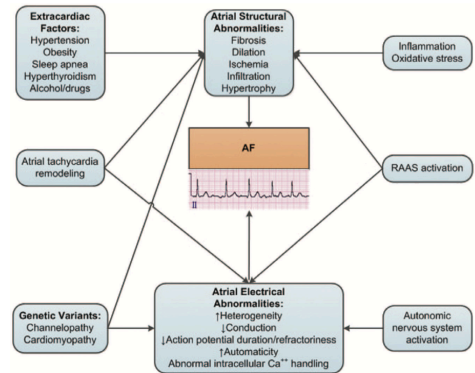 Extracardiac
Factors:
Hypertension
Obesity
Sleep apnea
Hyperthyroidism
Alcohol/drugs
Atrial Structural
Abnormalities:
Fibrosis
Dilation
Ischemia
Infiltration
Hypertrophy
Inflammation
Oxidative stress
AF
II
Atrial tachycardia
remodeling
RAAS activation
Genetic Variants:
Channelopathy
Cardiomyopathy
Atrial Electrical
Abnormalities:
↑Heterogeneity
↓Conduction
↓Action potential duration/refractoriness
↑Automaticity
Abnormal intracellular Ca⁺⁺ handling
Autonomic
nervous system
activation